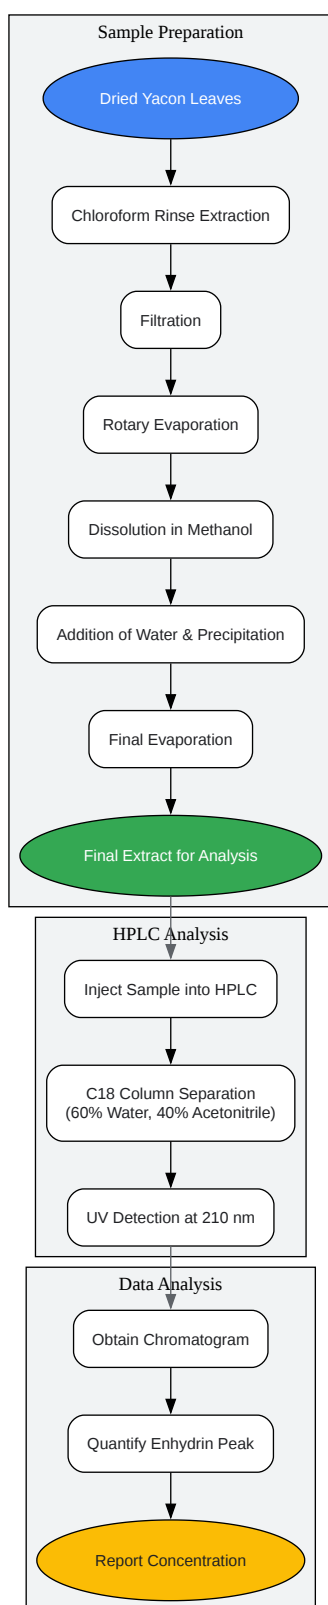 Sample Preparation
Dried Yacon Leaves
Chloroform Rinse Extraction
Filtration
Rotary Evaporation
Dissolution in Methanol
Addition of Water & Precipitation
Final Evaporation
Final Extract for Analysis
HPLC Analysis
Inject Sample into HPLC
C18 Column Separation
(60% Water, 40% Acetonitrile)
UV Detection at 210 nm
Data Analysis
Obtain Chromatogram
Quantify Enhydrin Peak
Report Concentration